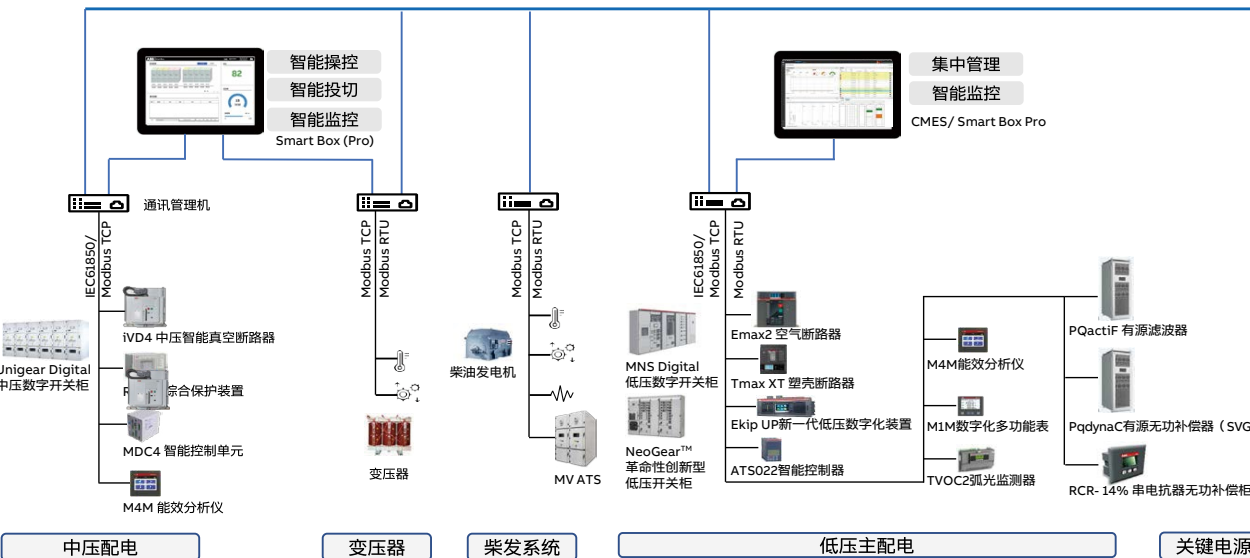 智能操控
智能投切
智能监控
Smart Box (Pro)
82
集中管理
智能监控
CMES/ Smart Box Pro
通讯管理机
IEC61850/
Modbus TCP
Modbus RTU
Modbus TCP
Modbus RTU
Modbus TCP
Modbus RTU
IEC61850/
Modbus TCP
Modbus RTU
Unigear Digital
中压数字开关柜
iVD4 中压智能真空断路器
综合保护装置
MDC4 智能控制单元
M4M 能效分析仪
变压器
柴油发电机
MV ATS
MNS Digital
低压数字开关柜
NeoGear™
革命性创新型
低压开关柜
Emax2 空气断路器
Tmax XT 塑壳断路器
Ekip UP新一代低压数字化装置
ATS022智能控制器
M4M能效分析仪
M1M数字化多功能表
TVOC2弧光监测器
PQactiF 有源滤波器
PqdynaC有源无功补偿器（SVG
RCR- 14% 串电抗器无功补偿柜
中压配电
变压器
柴发系统
低压主配电
关键电源